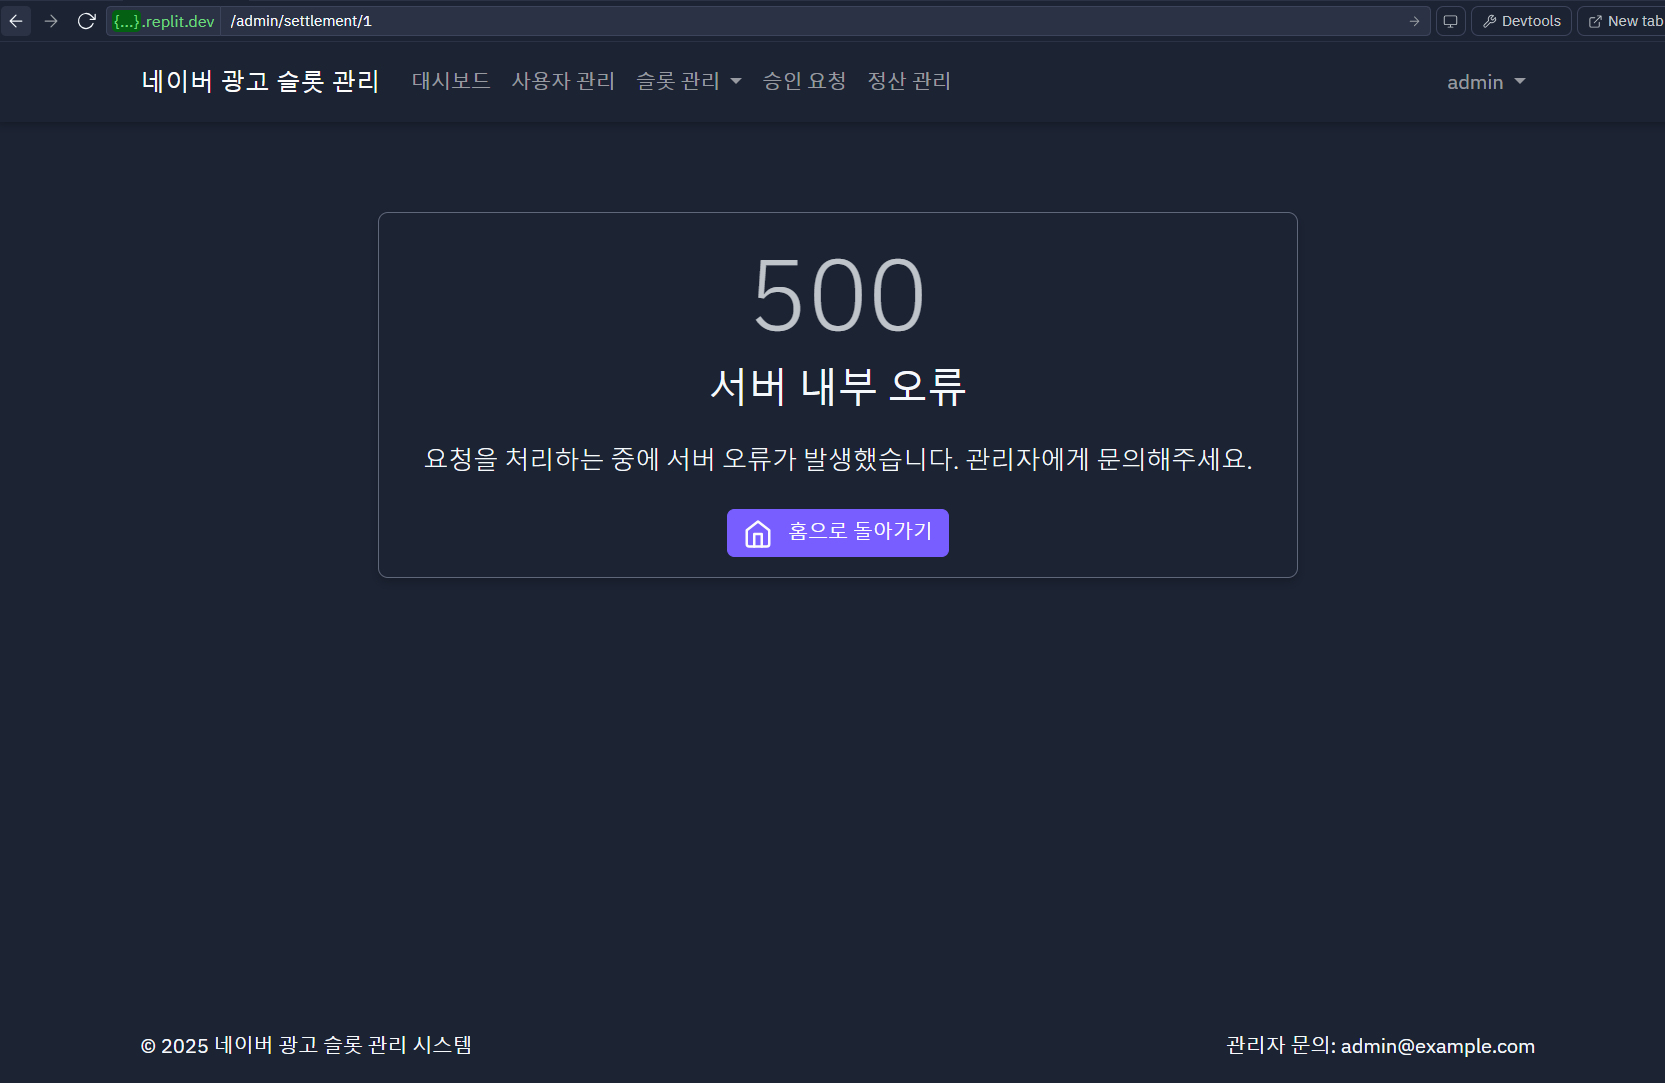 {...}.replit.dev /admin/settlement/1 Devtools New tab
네이버 광고 슬롯 관리 대시보드 사용자 관리 슬롯 관리 승인 요청 정산 관리 admin
500
서버 내부 오류
요청을 처리하는 중에 서버 오류가 발생했습니다. 관리자에게 문의해주세요.
홈으로 돌아가기
© 2025 네이버 광고 슬롯 관리 시스템 관리자 문의: admin@example.com